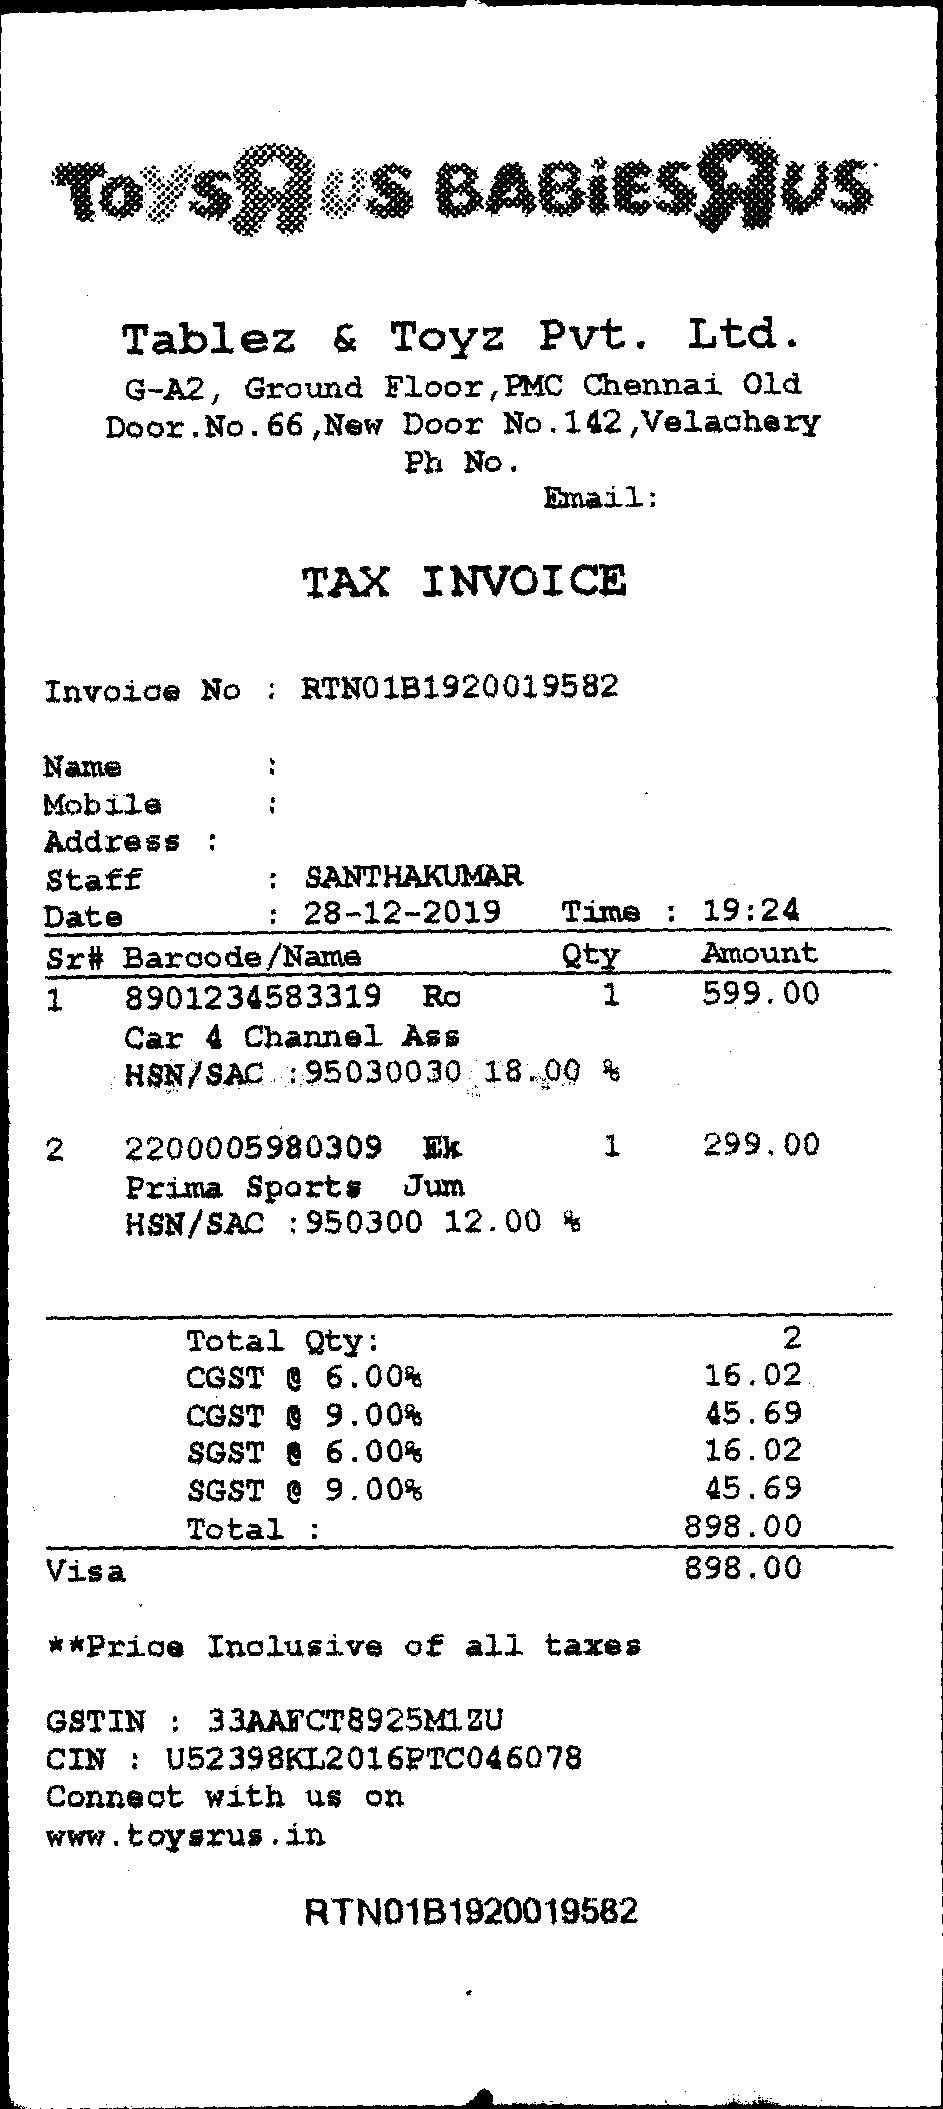 ToYsRUS BABiESRUS
Tablez & Toyz Pvt. Ltd.
G-A2, Ground Floor,PMC Chennai Old
Door.No.66,New Door No.142,Velachery
Ph No.
Email:
TAX INVOICE
Invoice No : RTN01B1920019582
Name :
Mobile :
Address :
Staff : SANTHAKUMAR
Date : 28-12-2019 Time : 19:24
Sr# Barcode/Name Qty Amount
1 8901234583319 Rc 1 599.00
Car 4 Channel Ass
HSN/SAC :95030030 18.00 %
2 2200005980309 Ek 1 299.00
Prima Sports Jum
HSN/SAC :950300 12.00 %
Total Qty: 2
CGST @ 6.00% 16.02
CGST @ 9.00% 45.69
SGST @ 6.00% 16.02
SGST @ 9.00% 45.69
Total : 898.00
Visa 898.00
**Price Inclusive of all taxes
GSTIN : 33AAFCT8925M1ZU
CIN : U52398KL2016PTC046078
Connect with us on
www.toysrus.in
RTN01B1920019582